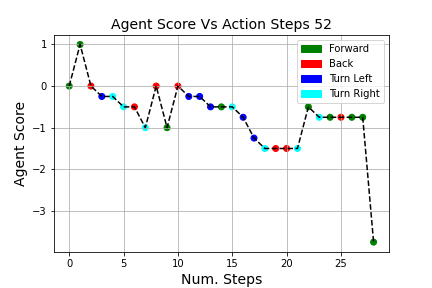 Agent Score Vs Action Steps 52
Forward
Back
Turn Left
Turn Right
Agent Score
1
0
−1
−2
−3
0 5 10 15 20 25
Num. Steps